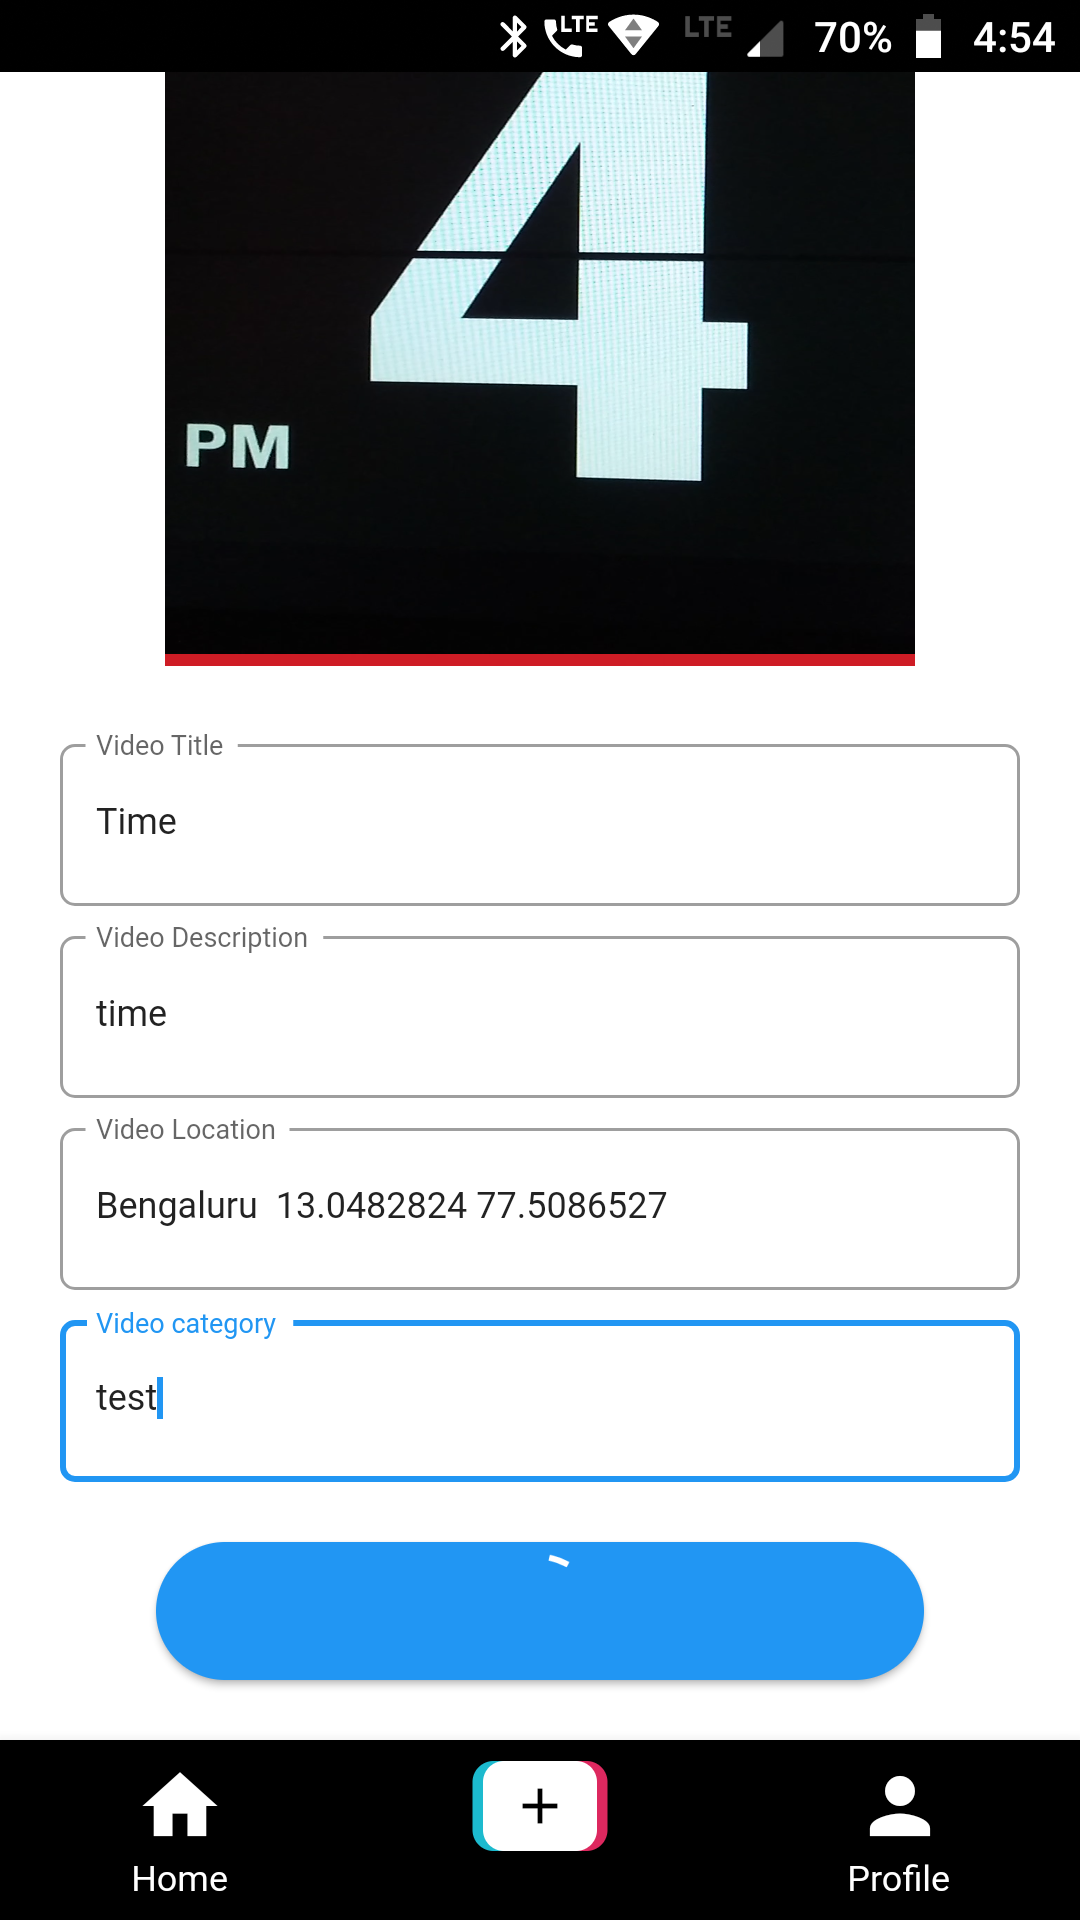 LTE LTE 70% 4:54
4
PM
Video Title
Time
Video Description
time
Video Location
Bengaluru  13.0482824 77.5086527
Video category
test
+
Home Profile